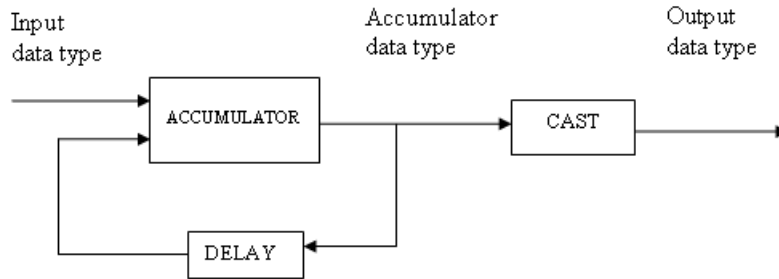 Input
data type
Accumulator
data type
Output
data type
ACCUMULATOR
CAST
DELAY